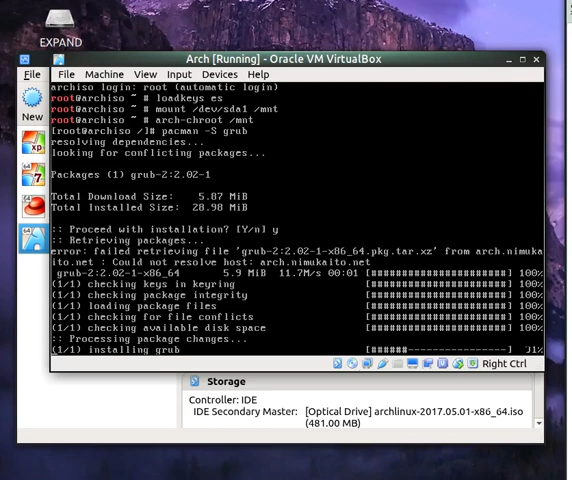 EXPAND
Arch [Running] - Oracle VM VirtualBox
File
File Machine View Input Devices Help
New
archiso login: root (automatic login)
root@archiso ~ # loadkeys es
root@archiso ~ # mount /dev/sda1 /mnt
root@archiso ~ # arch-chroot /mnt
[root@archiso /]# pacman -S grub
resolving dependencies...
looking for conflicting packages...
Packages (1) grub-2:2.02-1
Total Download Size: 5.87 MiB
Total Installed Size: 28.98 MiB
:: Proceed with installation? [Y/n] y
:: Retrieving packages...
error: failed retrieving file 'grub-2:2.02-1-x86_64.pkg.tar.xz' from arch.nimuka
ito.net : Could not resolve host: arch.nimukaito.net
grub-2:2.02-1-x86_64 5.9 MiB 11.7M/s 00:01 [######################] 100%
(1/1) checking keys in keyring [######################] 100%
(1/1) checking package integrity [######################] 100%
(1/1) loading package files [######################] 100%
(1/1) checking for file conflicts [######################] 100%
(1/1) checking available disk space [######################] 100%
:: Processing package changes...
(1/1) installing grub [######----------------] 31%
Right Ctrl
64
xp
64
7
64
64
Storage
Controller: IDE
IDE Secondary Master: [Optical Drive] archlinux-2017.05.01-x86_64.iso
(481.00 MB)